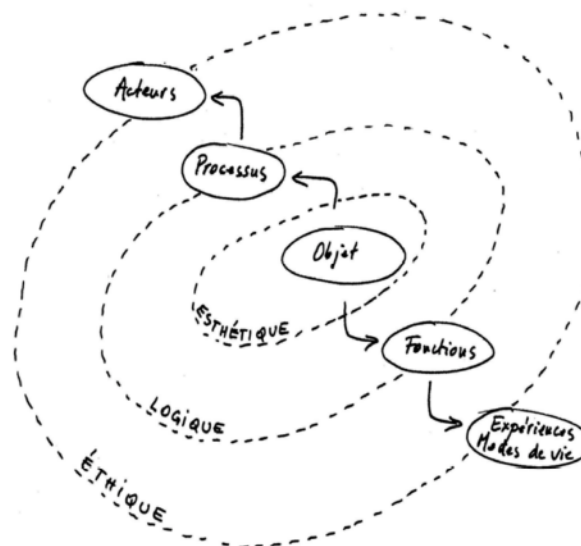 Acteurs
Processus
Objet
ESTHÉTIQUE
Fonctions
LOGIQUE
Expériences
Modes de vie
ÉTHIQUE